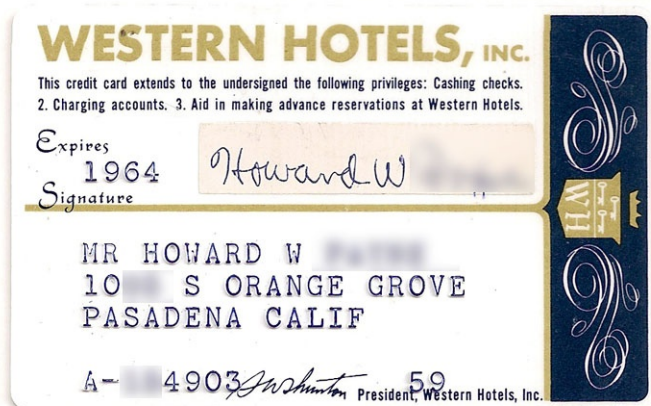 WESTERN HOTELS, INC.
This credit card extends to the undersigned the following privileges: Cashing checks.
2. Charging accounts. 3. Aid in making advance reservations at Western Hotels.
Expires
1964
Howard W
Signature
WH
MR HOARD W
10 S ORANGE GROVE
PASADENA CALIF
A- 4903 59
President, Western Hotels, Inc.